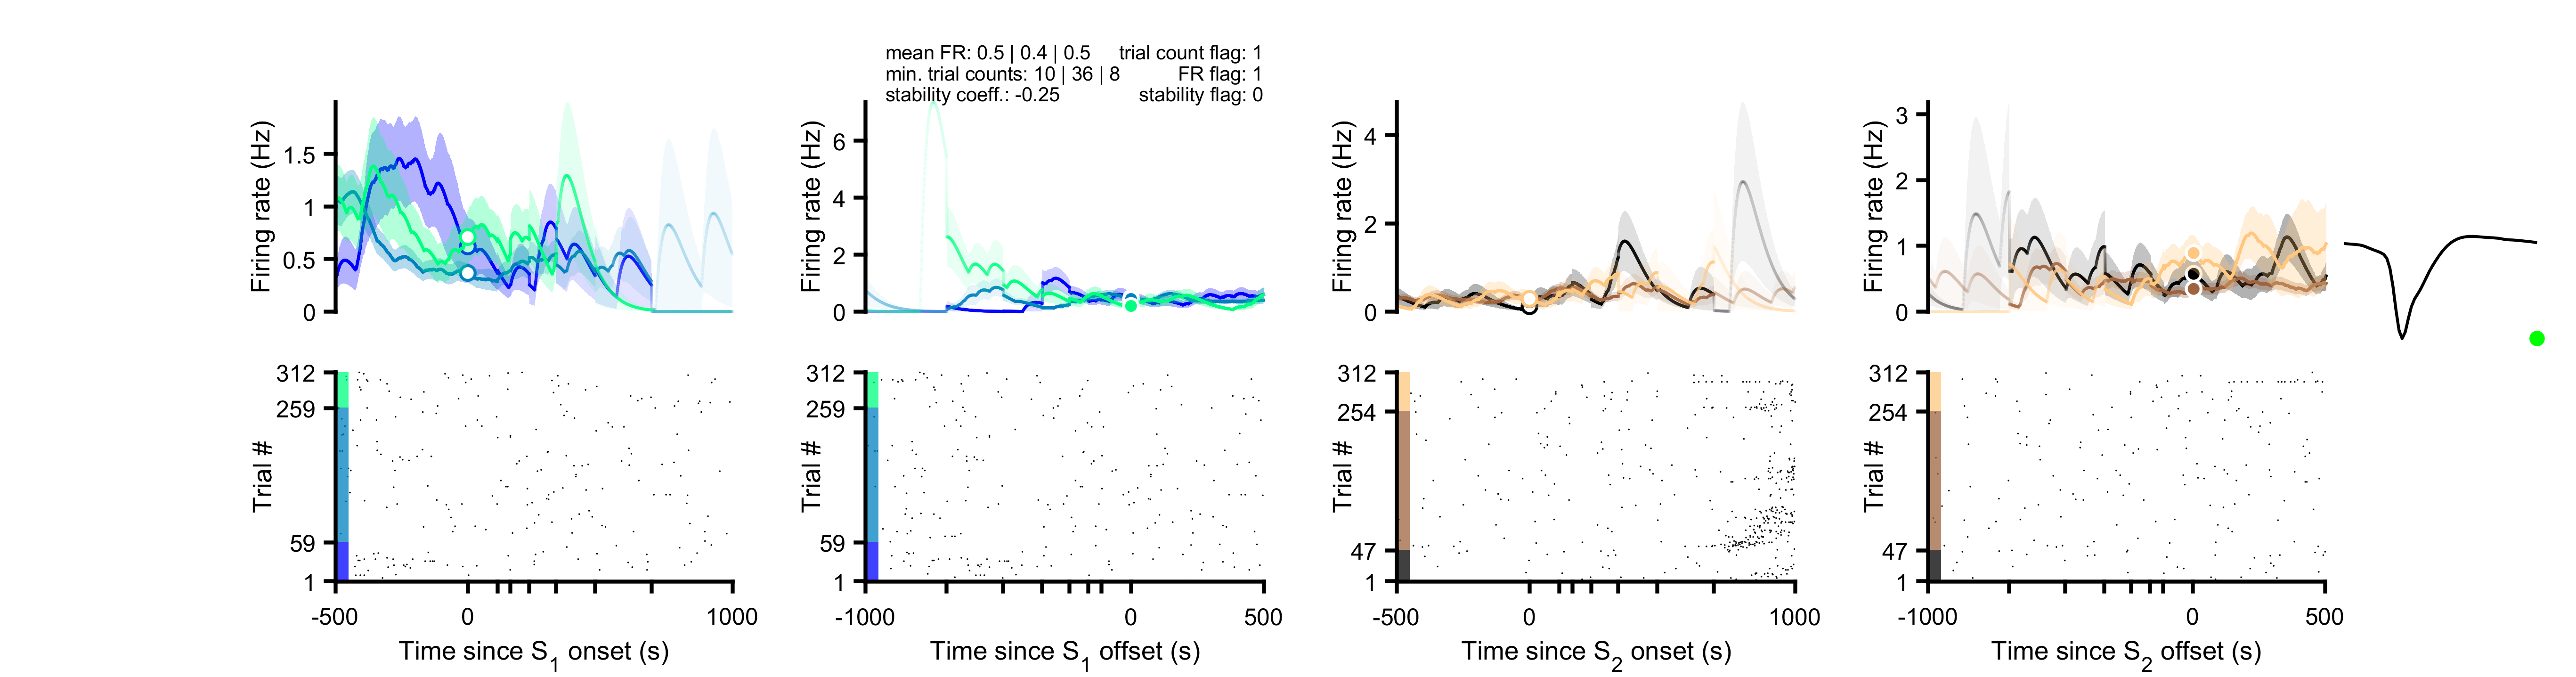 mean FR: 0.5 | 0.4 | 0.5 trial count flag: 1
min. trial counts: 10 | 36 | 8 FR flag: 1
stability coeff.: -0.25 stability flag: 0
Firing rate (Hz)
1.5
1
0.5
0
Firing rate (Hz)
6
4
2
0
Firing rate (Hz)
4
2
0
Firing rate (Hz)
3
2
1
0
Trial #
312
259
59
1
-500 0 1000
Time since S1 onset (s)
Trial #
312
259
59
1
-1000 0 500
Time since S1 offset (s)
Trial #
312
254
47
1
-500 0 1000
Time since S2 onset (s)
Trial #
312
254
47
1
-1000 0 500
Time since S2 offset (s)